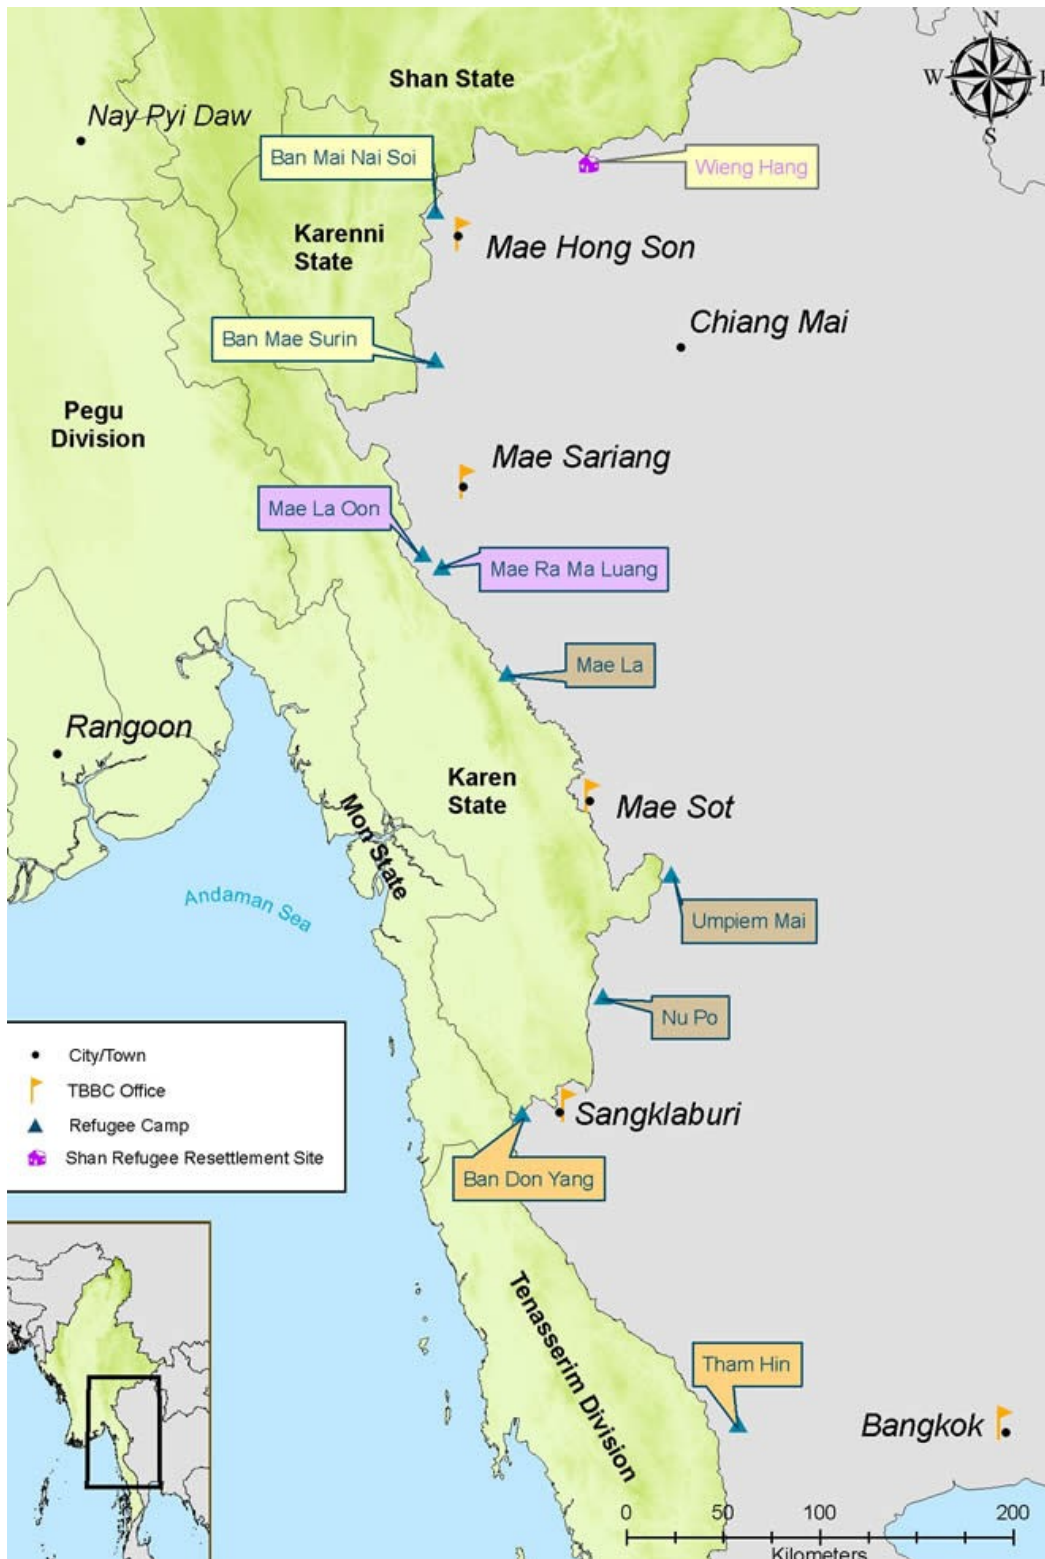 N
W
E
S
Shan State
Nay Pyi Daw
Ban Mai Nai Soi
Wieng Hang
Karenni
State
Mae Hong Son
Chiang Mai
Ban Mae Surin
Pegu
Division
Mae Sariang
Mae La Oon
Mae Ra Ma Luang
Mae La
Rangoon
Karen
State
Mon State
Mae Sot
Andaman Sea
Umpiem Mai
Nu Po
City/Town
TBBC Office
Refugee Camp
Shan Refugee Resettlement Site
Sangklaburi
Ban Don Yang
Tenasserim Division
Tham Hin
Bangkok
0 50 100 200
Kilometers